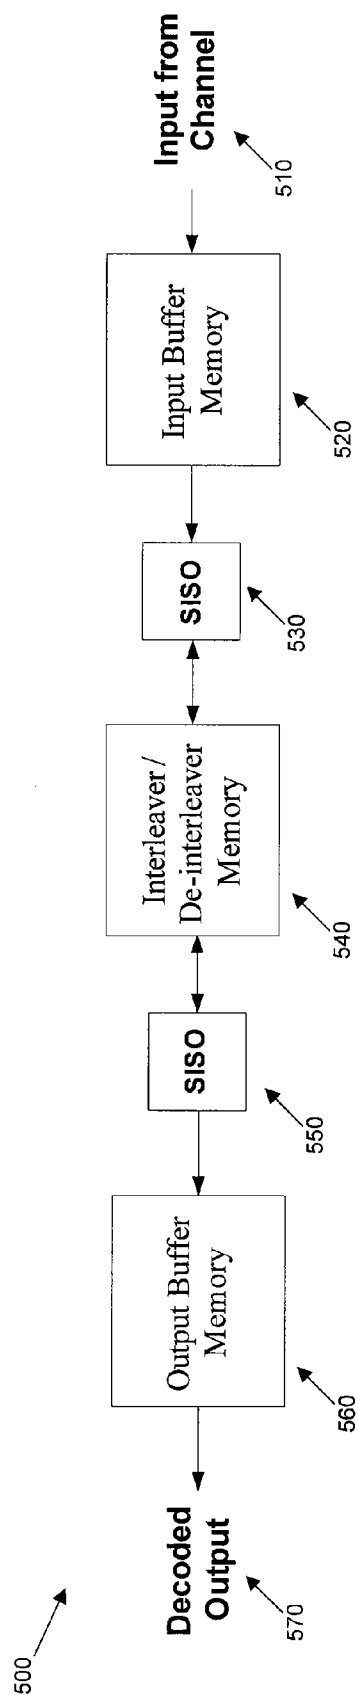 500
Decoded
Output
570
Output Buffer
Memory
560
SISO
550
Interleaver /
De-interleaver
Memory
540
SISO
530
Input Buffer
Memory
520
Input from
Channel
510